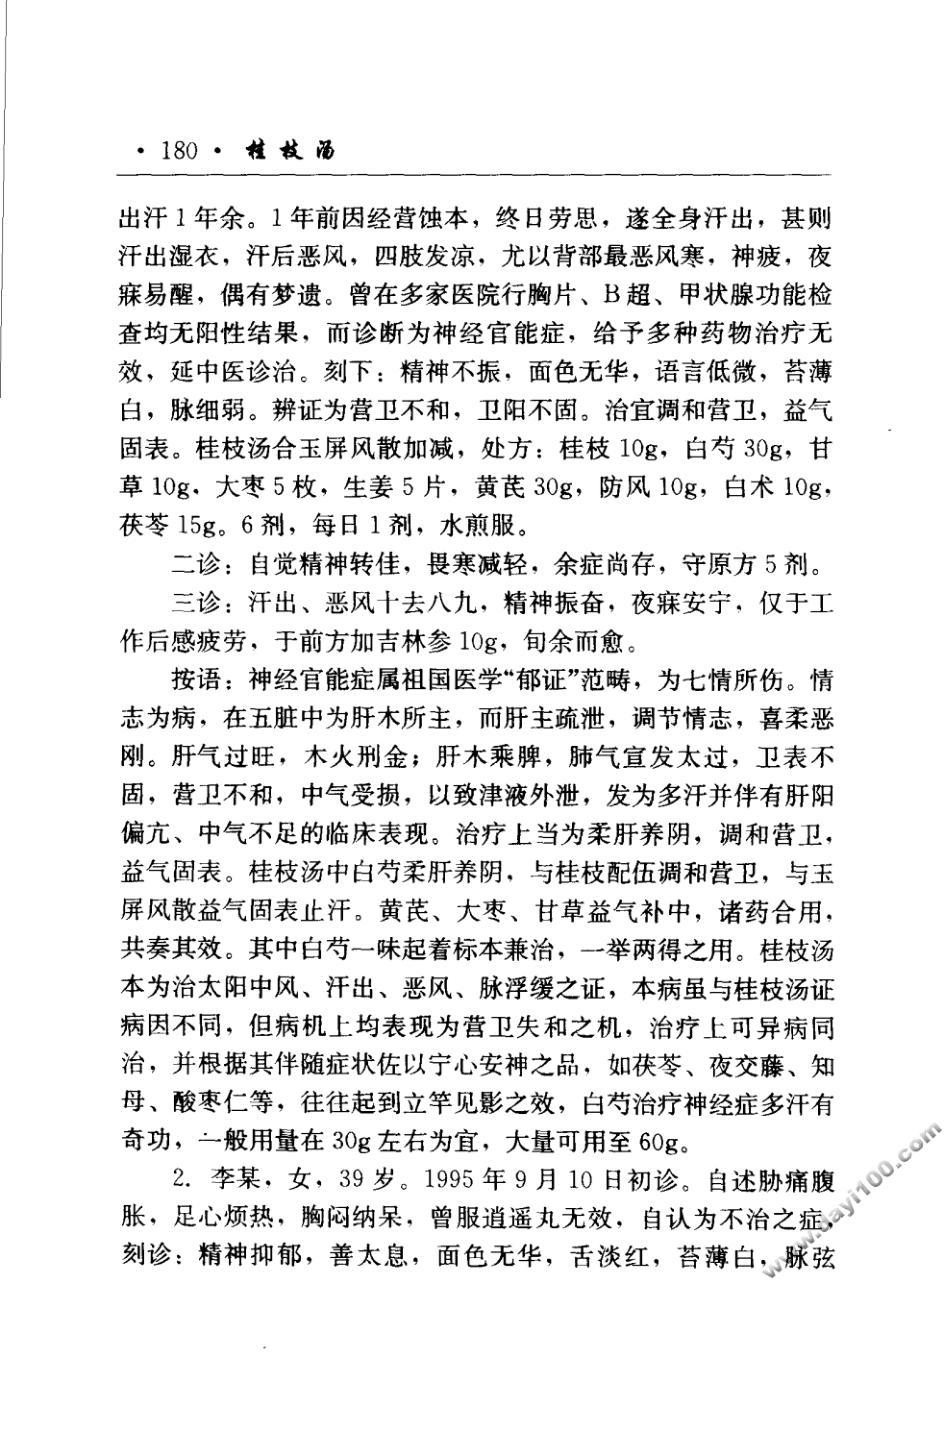 · 180 · 桂枝汤
出汗 1 年余。1 年前因经营蚀本，终日劳思，遂全身汗出，甚则
汗出湿衣，汗后恶风，四肢发凉，尤以背部最恶风寒，神疲，夜
寐易醒，偶有梦遗。曾在多家医院行胸片、B 超、甲状腺功能检
查均无阳性结果，而诊断为神经官能症，给予多种药物治疗无
效，延中医诊治。刻下：精神不振，面色无华，语言低微，苔薄
白，脉细弱。辨证为营卫不和，卫阳不固。治宜调和营卫，益气
固表。桂枝汤合玉屏风散加减，处方：桂枝 10g，白芍 30g，甘
草 10g，大枣 5 枚，生姜 5 片，黄芪 30g，防风 10g，白术 10g，
茯苓 15g。6 剂，每日 1 剂，水煎服。
二诊：自觉精神转佳，畏寒减轻，余症尚存，守原方 5 剂。
三诊：汗出、恶风十去八九，精神振奋，夜寐安宁，仅于工
作后感疲劳，于前方加吉林参 10g，旬余而愈。
按语：神经官能症属祖国医学“郁证”范畴，为七情所伤。情
志为病，在五脏中为肝木所主，而肝主疏泄，调节情志，喜柔恶
刚。肝气过旺，木火刑金；肝木乘脾，肺气宣发太过，卫表不
固，营卫不和，中气受损，以致津液外泄，发为多汗并伴有肝阳
偏亢、中气不足的临床表现。治疗上当为柔肝养阴，调和营卫，
益气固表。桂枝汤中白芍柔肝养阴，与桂枝配伍调和营卫，与玉
屏风散益气固表止汗。黄芪、大枣、甘草益气补中，诸药合用，
共奏其效。其中白芍一味起着标本兼治，一举两得之用。桂枝汤
本为治太阳中风、汗出、恶风、脉浮缓之证，本病虽与桂枝汤证
病因不同，但病机上均表现为营卫失和之机，治疗上可异病同
治，并根据其伴随症状佐以宁心安神之品，如茯苓、夜交藤、知
母、酸枣仁等，往往起到立竿见影之效，白芍治疗神经症多汗有
奇功，一般用量在 30g 左右为宜，大量可用至 60g。
2. 李某，女，39 岁。1995 年 9 月 10 日初诊。自述胁痛腹
胀，足心烦热，胸闷纳呆，曾服逍遥丸无效，自认为不治之症。
刻诊：精神抑郁，善太息，面色无华，舌淡红，苔薄白，脉弦
www.dayi100.com